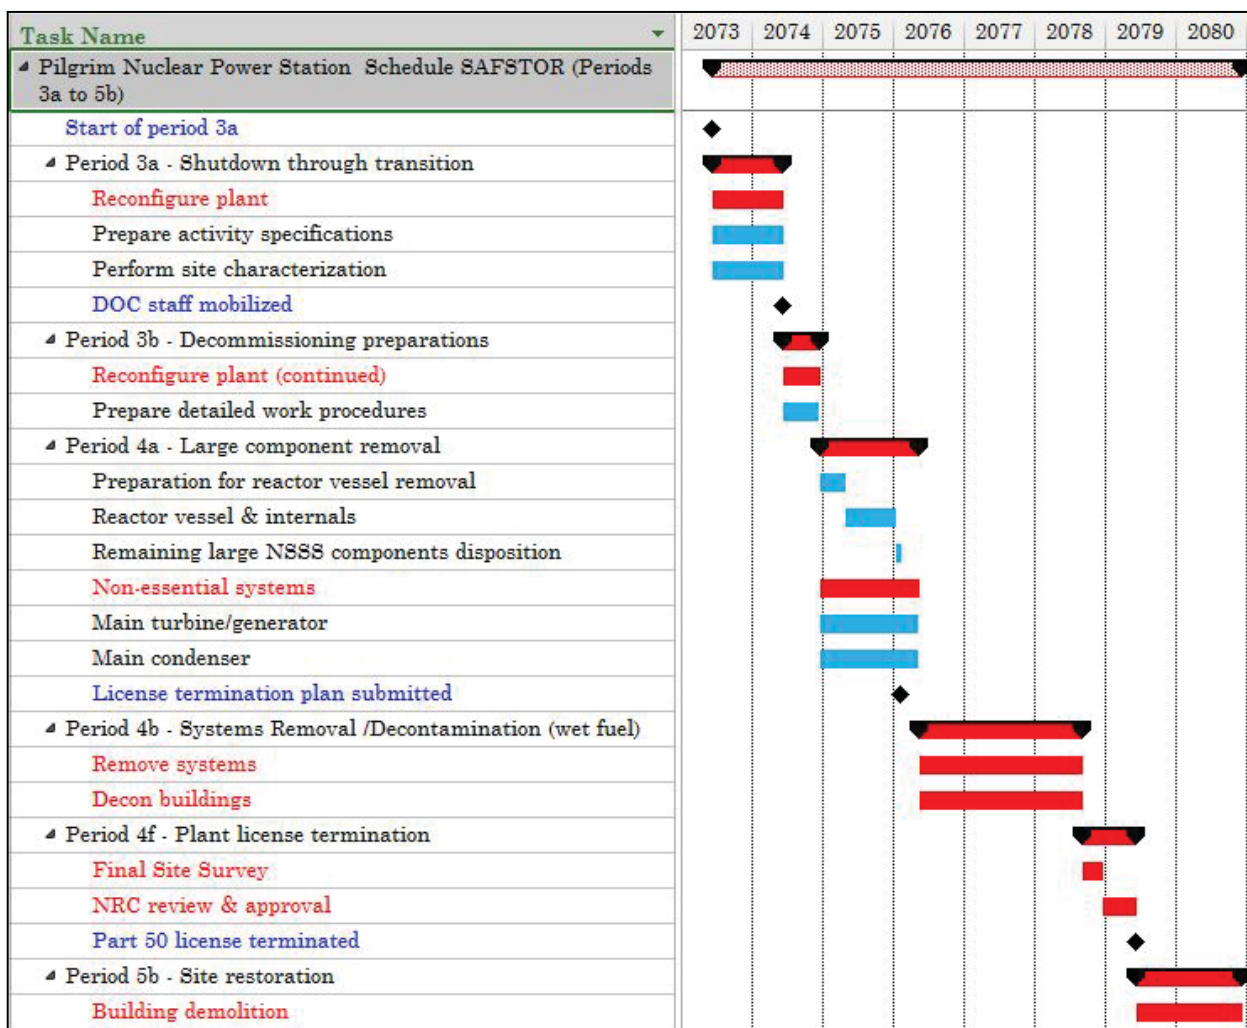 Task Name 2073 2074 2075 2076 2077 2078 2079 2080
Pilgrim Nuclear Power Station Schedule SAFSTOR (Periods
3a to 5b)
Start of period 3a
Period 3a - Shutdown through transition
Reconfigure plant
Prepare activity specifications
Perform site characterization
DOC staff mobilized
Period 3b - Decommissioning preparations
Reconfigure plant (continued)
Prepare detailed work procedures
Period 4a - Large component removal
Preparation for reactor vessel removal
Reactor vessel & internals
Remaining large NSSS components disposition
Non-essential systems
Main turbine/generator
Main condenser
License termination plan submitted
Period 4b - Systems Removal /Decontamination (wet fuel)
Remove systems
Decon buildings
Period 4f - Plant license termination
Final Site Survey
NRC review & approval
Part 50 license terminated
Period 5b - Site restoration
Building demolition